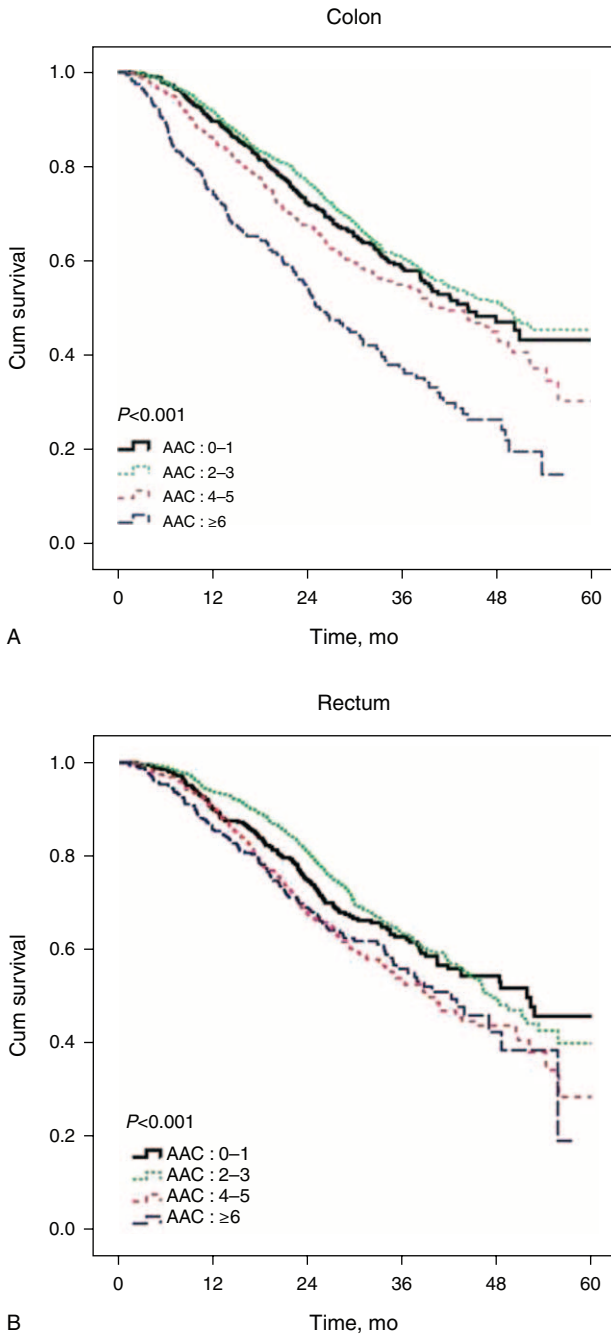 Colon
1.0
0.8
0.6
0.4
0.2
0.0
Cum survival
P<0.001
AAC : 0–1
AAC : 2–3
AAC : 4–5
AAC : ≥6
0 12 24 36 48 60
Time, mo
A
Rectum
1.0
0.8
0.6
0.4
0.2
0.0
Cum survival
P<0.001
AAC : 0–1
AAC : 2–3
AAC : 4–5
AAC : ≥6
0 12 24 36 48 60
Time, mo
B